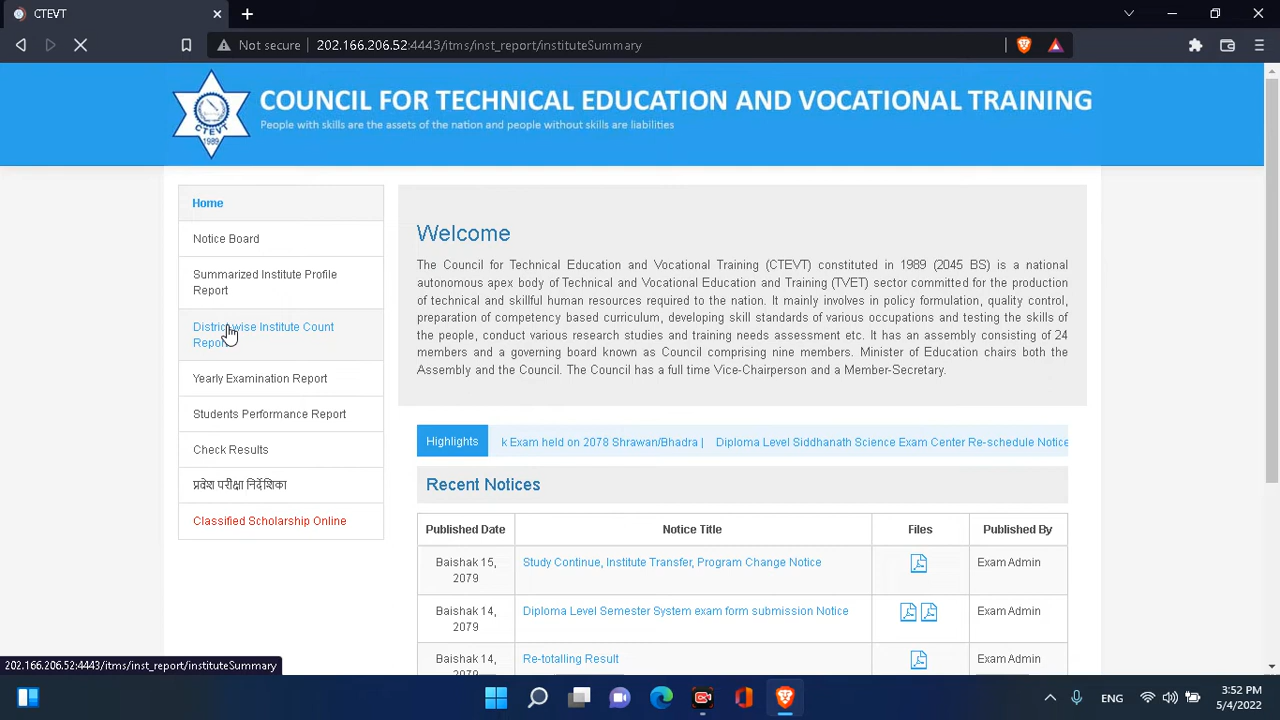 CTEVT
Not secure 202.166.206.52:4443/itms/inst_report/instituteSummary
CTEVT
1989
COUNCIL FOR TECHNICAL EDUCATION AND VOCATIONAL TRAINING
People with skills are the assets of the nation and people without skills are liabilities
Home
Notice Board
Summarized Institute Profile
Report
Districtwise Institute Count
Report
Yearly Examination Report
Students Performance Report
Check Results
प्रवेश परीक्षा निर्देशिका
Classified Scholarship Online
Welcome
The Council for Technical Education and Vocational Training (CTEVT) constituted in 1989 (2045 BS) is a national
autonomous apex body of Technical and Vocational Education and Training (TVET) sector committed for the production
of technical and skillful human resources required to the nation. It mainly involves in policy formulation, quality control,
preparation of competency based curriculum, developing skill standards of various occupations and testing the skills of
the people, conduct various research studies and training needs assessment etc. It has an assembly consisting of 24
members and a governing board known as Council comprising nine members. Minister of Education chairs both the
Assembly and the Council. The Council has a full time Vice-Chairperson and a Member-Secretary.
Highlights k Exam held on 2078 Shrawan/Bhadra | Diploma Level Siddhanath Science Exam Center Re-schedule Notice
Recent Notices
Published Date Notice Title Files Published By
Baishak 15,
2079
Study Continue, Institute Transfer, Program Change Notice
Exam Admin
Baishak 14,
2079
Diploma Level Semester System exam form submission Notice
Exam Admin
Baishak 14,
2079
Re-totalling Result
Exam Admin
202.166.206.52:4443/itms/inst_report/instituteSummary
ENG
3:52 PM
5/4/2022